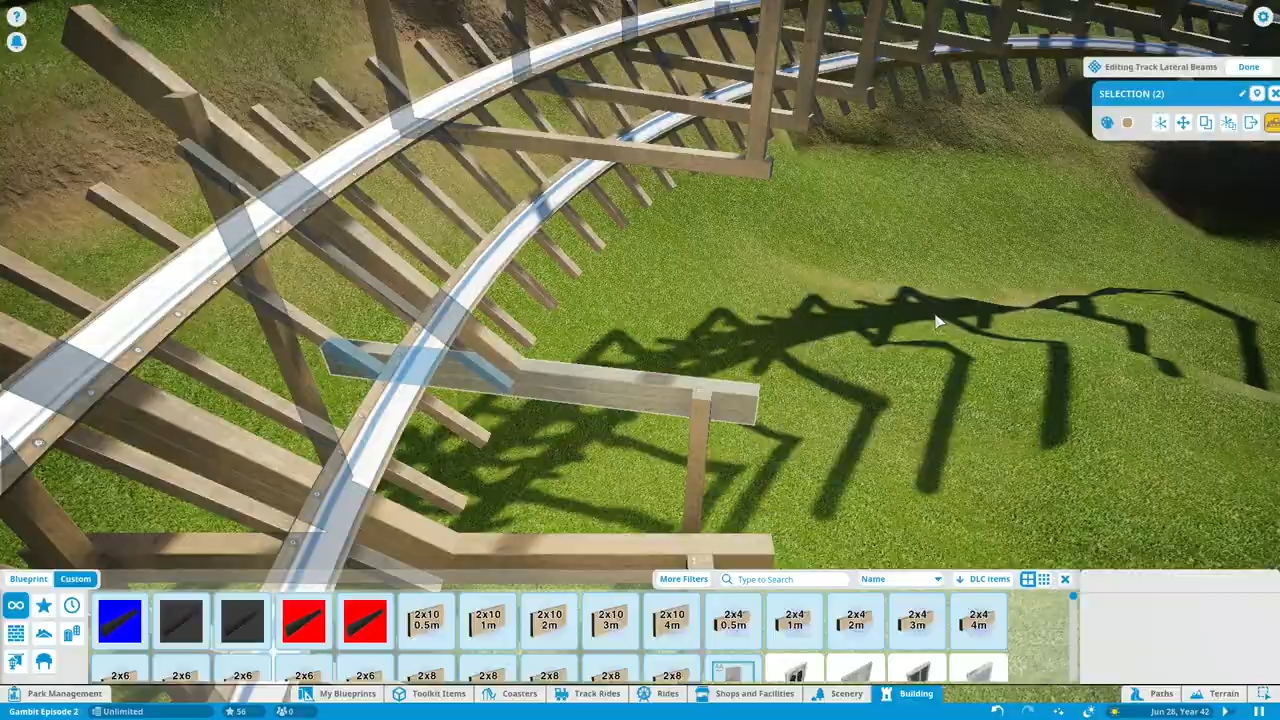 ?
Editing Track Lateral Beams Done
SELECTION (2)
Blueprint Custom More Filters Type to Search Name DLC items
2x10 0.5m
2x10 1m
2x10 2m
2x10 3m
2x10 4m
2x4 0.5m
2x4 1m
2x4 2m
2x4 3m
2x4 4m
2x6 2x6 2x6 2x6 2x6 2x8 2x8 2x8 2x8 2x8
Park Management My Blueprints Toolkit Items Coasters Track Rides Rides Shops and Facilities Scenery Building Paths Terrain
Gambit Episode 2 Unlimited 56 0 Jun 28, Year 42